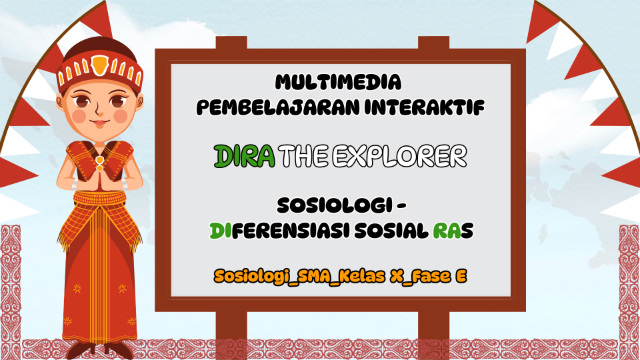 MULTIMEDIA
PEMBELAJARAN INTERAKTIF
DIRA THE EXPLORER
SOSIOLOGI -
DIFERENSIASI SOSIAL RAS
Sosiologi_SMA_Kelas X_Fase E